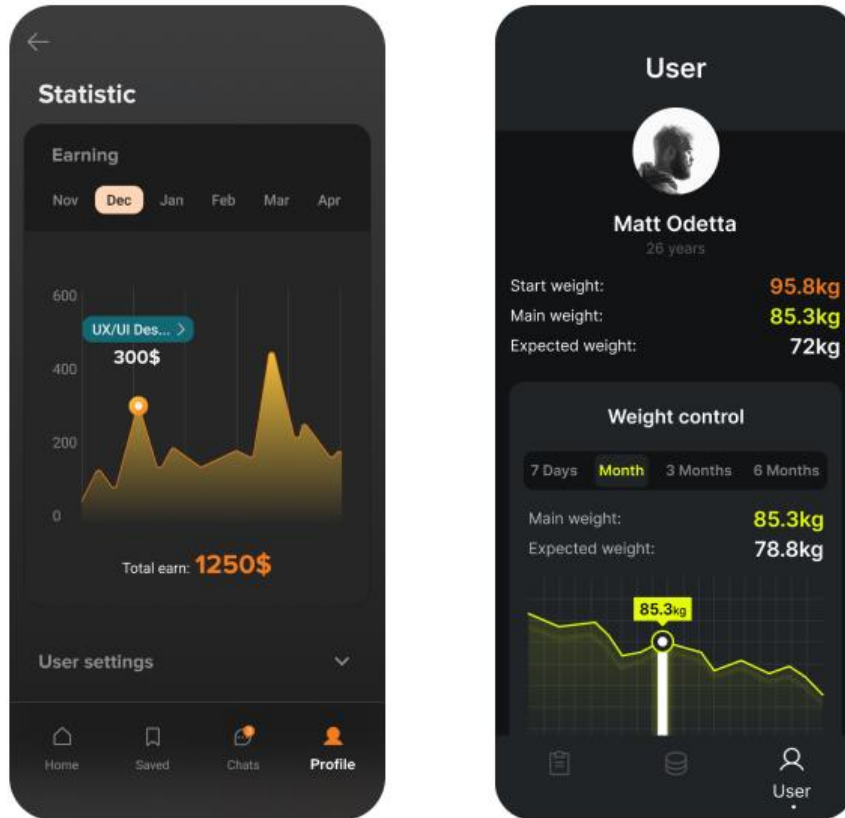 Statistic
Earning
Nov Dec Jan Feb Mar Apr
600
UX/UI Des... >
300$
400
200
0
Total earn: 1250$
User settings
Home Saved Chats Profile
User
Matt Odetta
26 years
Start weight: 95.8kg
Main weight: 85.3kg
Expected weight: 72kg
Weight control
7 Days Month 3 Months 6 Months
Main weight: 85.3kg
Expected weight: 78.8kg
85.3kg
User